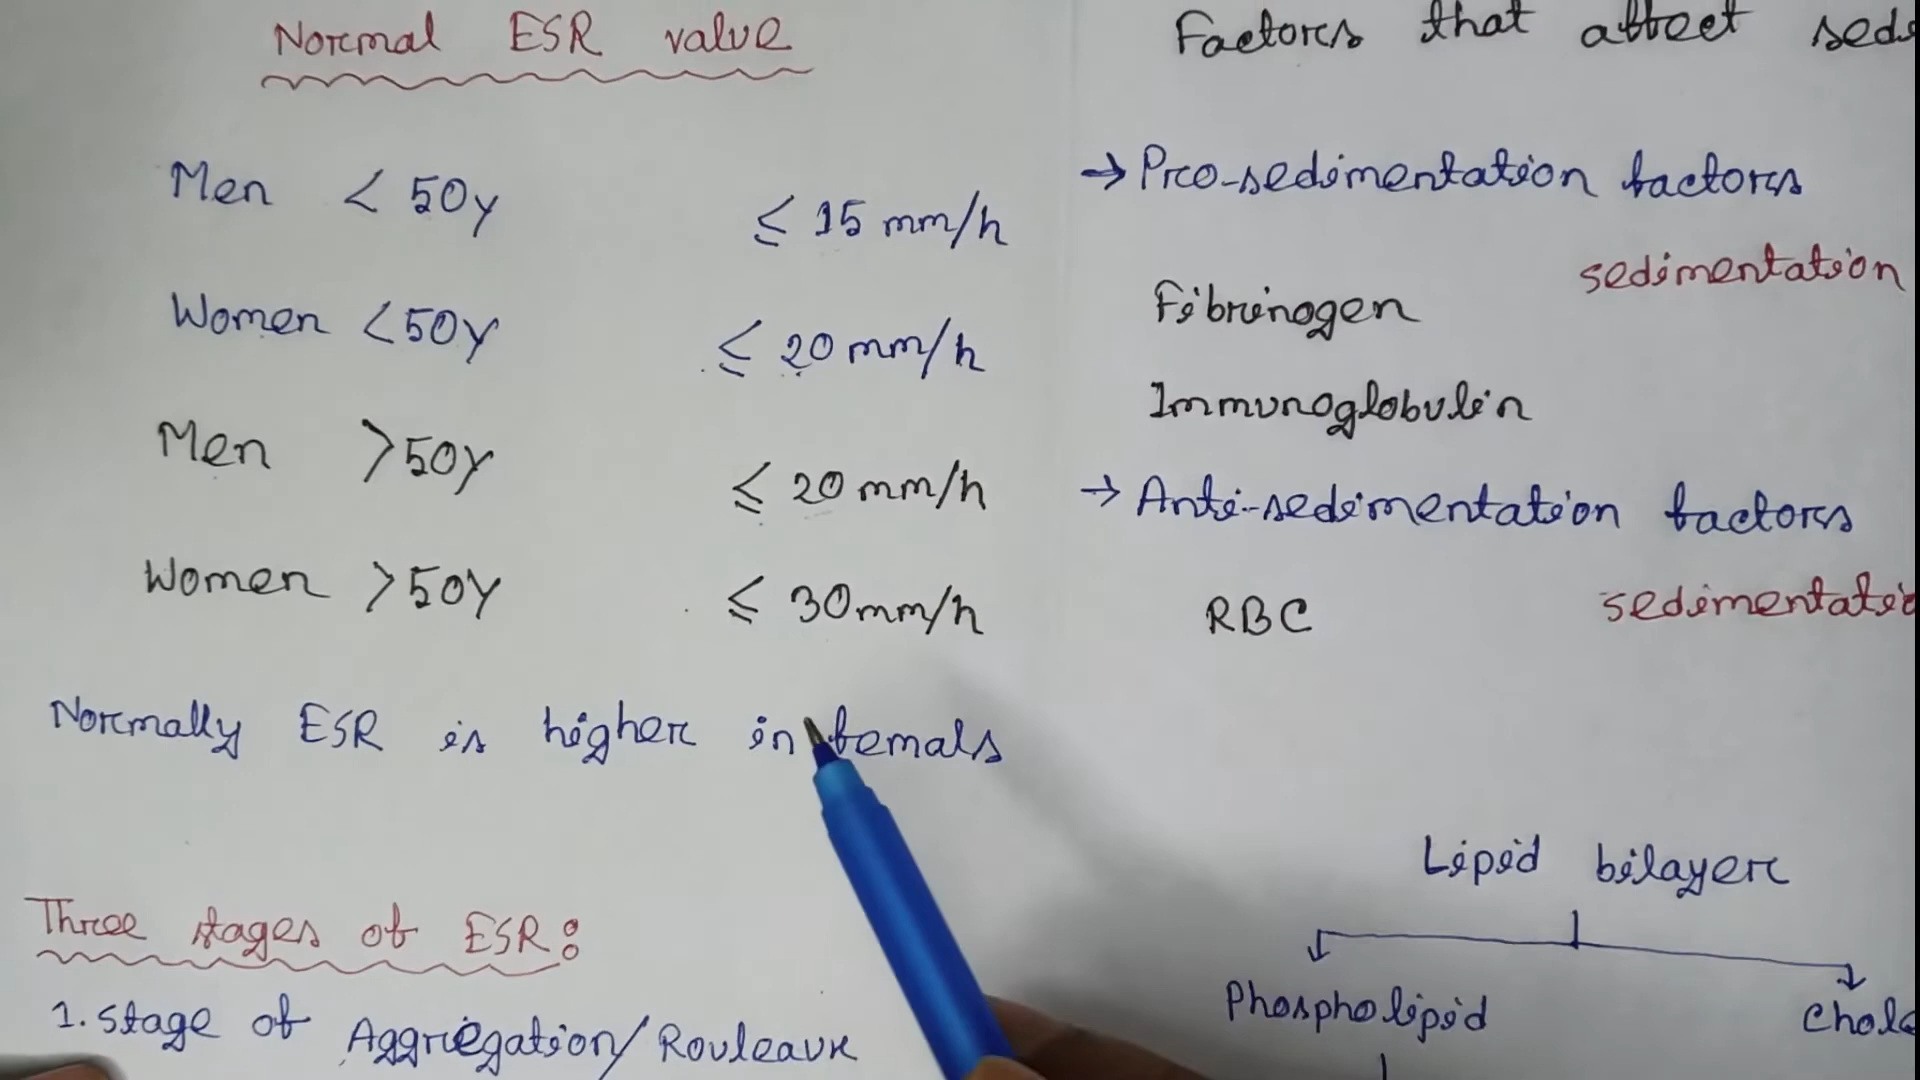 Normal ESR value
Men < 50y ≤ 15 mm/h
Women <50y ≤ 20 mm/h
Men >50y ≤ 20 mm/h
Women >50y ≤ 30mm/h
Normally ESR is higher in femals
Three stages of ESR:
1. Stage of Aggregation/Rouleaux
Factors that affect
→ Pro-sedimentation factors
sedimentation
Fibrinogen
Immunoglobulin
→ Anti-sedimentation factors
RBC
Lipid bilayer
Phospholipid